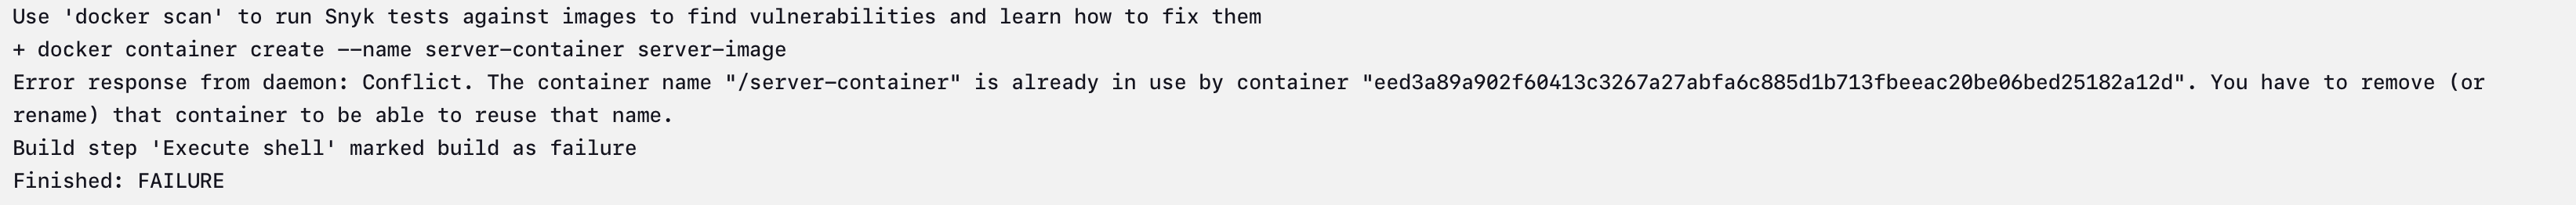 Use 'docker scan' to run Snyk tests against images to find vulnerabilities and learn how to fix them
+ docker container create --name server-container server-image
Error response from daemon: Conflict. The container name "/server-container" is already in use by container "eed3a89a902f60413c3267a27abfa6c885d1b713fbeeac20be06bed25182a12d". You have to remove (or
rename) that container to be able to reuse that name.
Build step 'Execute shell' marked build as failure
Finished: FAILURE